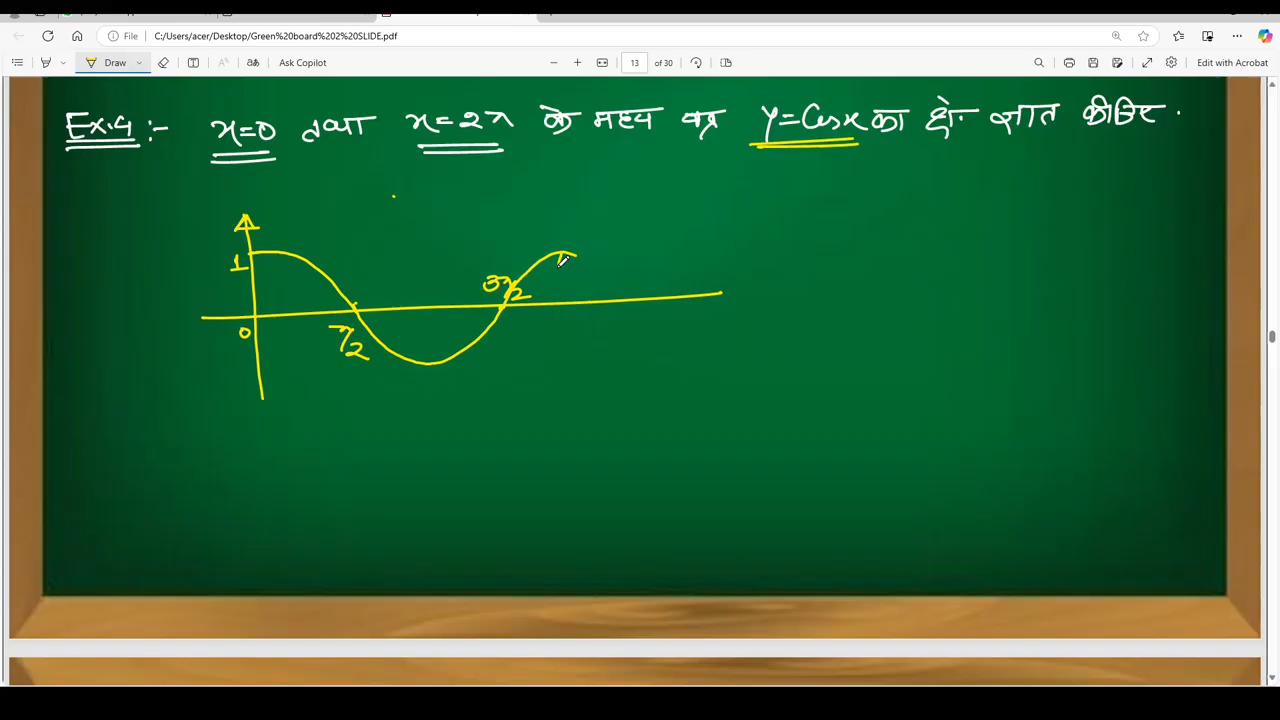 File C:/Users/acer/Desktop/Green%20board%202%20SLIDE.pdf
Draw Ask Copilot 13 of 30 Edit with Acrobat
Ex.4 :- x=0 तथा x=2π के मध्य वक्र y=Cosx का क्षे० ज्ञात कीजिए .
1
3π/2
0
π/2